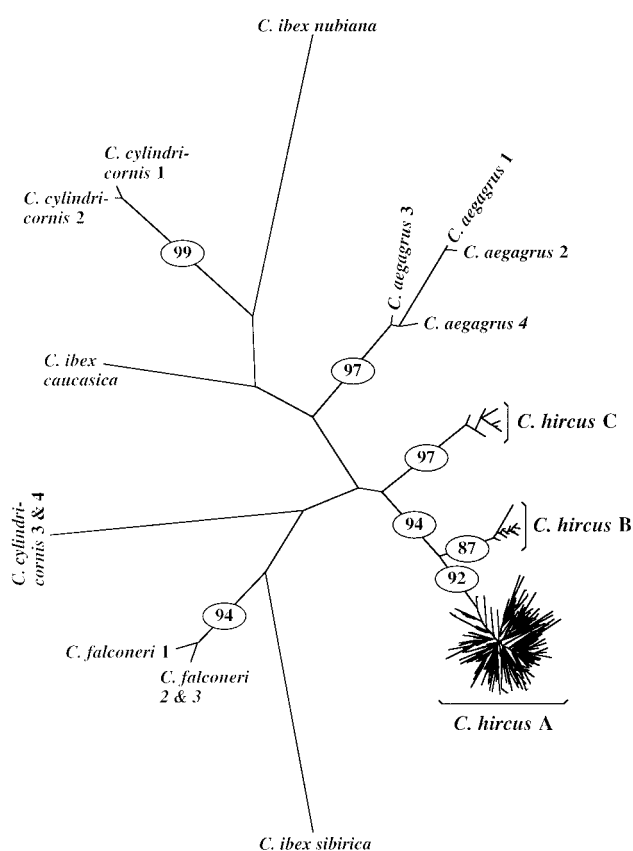 C. ibex nubiana
C. cylindri-
cornis 1
C. cylindri-
cornis 2
99
C. aegagrus 3
C. aegagrus 1
C. aegagrus 2
C. aegagrus 4
C. ibex
caucasica
97
C. hircus C
97
C. cylindri-
cornis 3 & 4
94
C. hircus B
87
92
94
C. falconeri 1
C. falconeri
2 & 3
C. hircus A
C. ibex sibirica